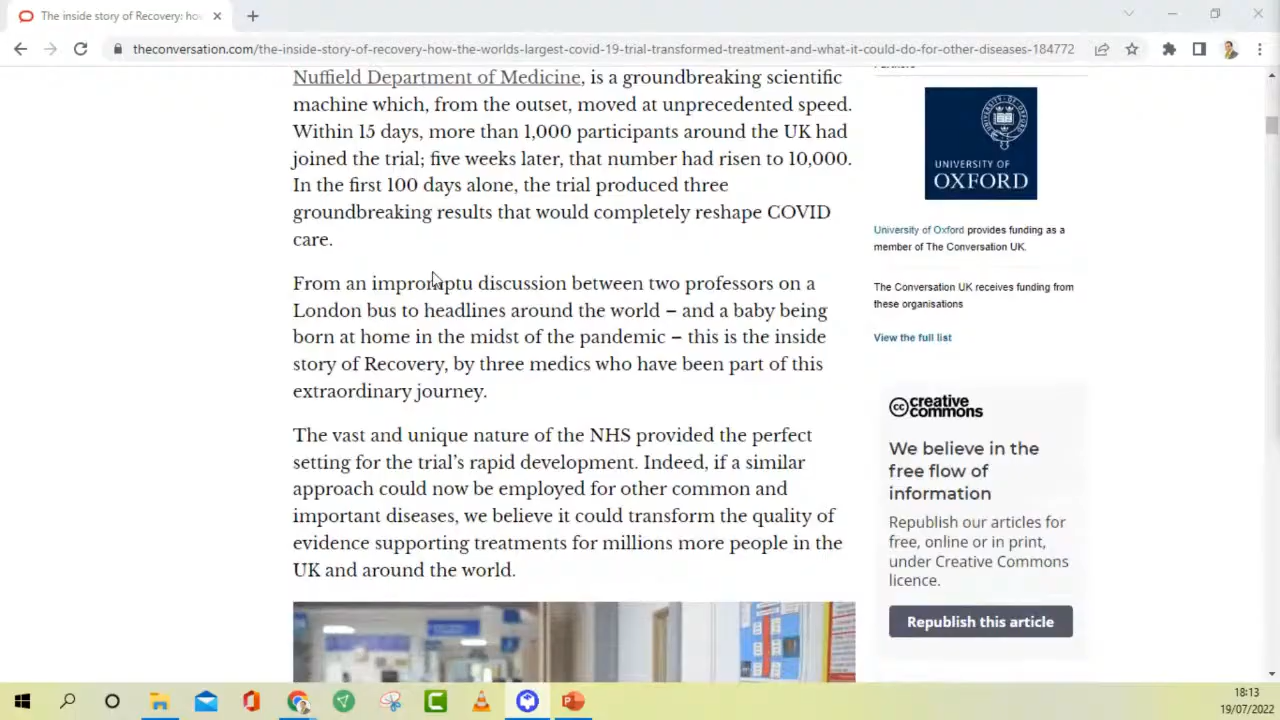 The inside story of Recovery: ho
theconversation.com/the-inside-story-of-recovery-how-the-worlds-largest-covid-19-trial-transformed-treatment-and-what-it-could-do-for-other-diseases-184772
Nuffield Department of Medicine, is a groundbreaking scientific
machine which, from the outset, moved at unprecedented speed.
Within 15 days, more than 1,000 participants around the UK had
joined the trial; five weeks later, that number had risen to 10,000.
In the first 100 days alone, the trial produced three
groundbreaking results that would completely reshape COVID
care.
From an impromptu discussion between two professors on a
London bus to headlines around the world – and a baby being
born at home in the midst of the pandemic – this is the inside
story of Recovery, by three medics who have been part of this
extraordinary journey.
The vast and unique nature of the NHS provided the perfect
setting for the trial’s rapid development. Indeed, if a similar
approach could now be employed for other common and
important diseases, we believe it could transform the quality of
evidence supporting treatments for millions more people in the
UK and around the world.
UNIVERSITY OF
OXFORD
University of Oxford provides funding as a
member of The Conversation UK.
The Conversation UK receives funding from
these organisations
View the full list
cc creative
commons
We believe in the
free flow of
information
Republish our articles for
free, online or in print,
under Creative Commons
licence.
Republish this article
18:13
19/07/2022